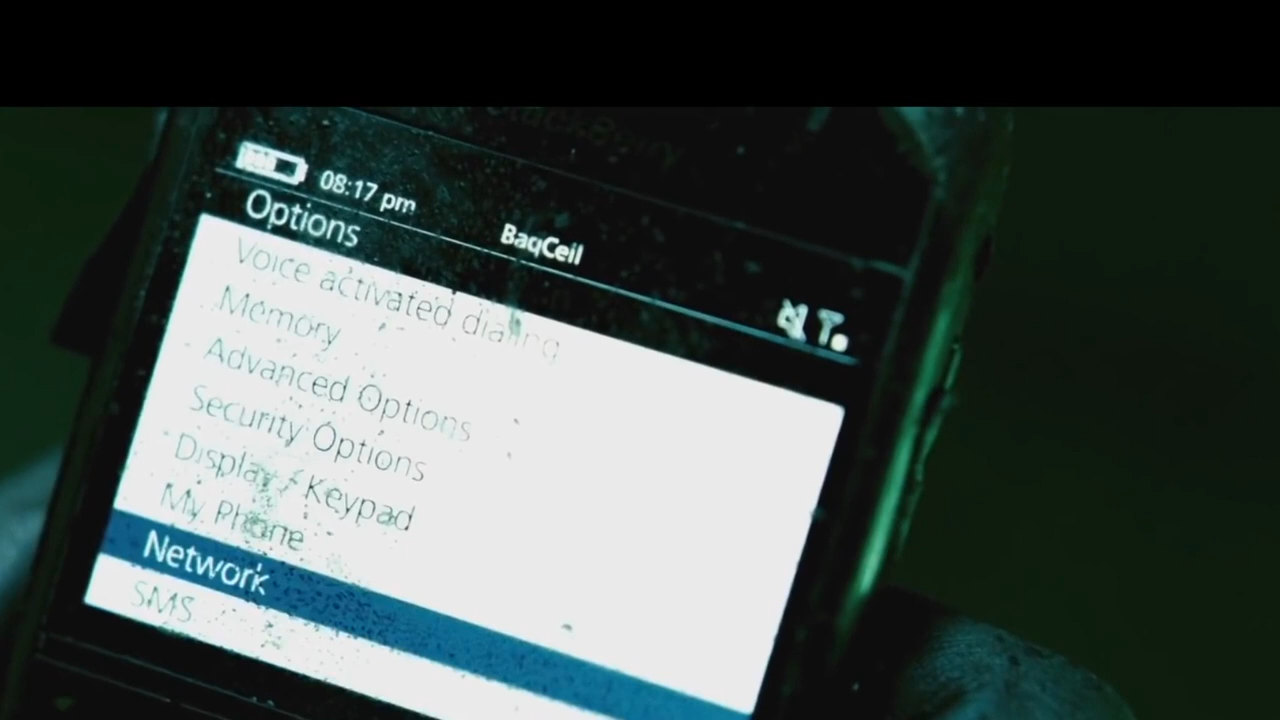 BlackBerry
08:17 pm
BaqCell
Options
Voice activated dialing
Memory
Advanced Options
Security Options
Display / Keypad
My Phone
Network
SMS